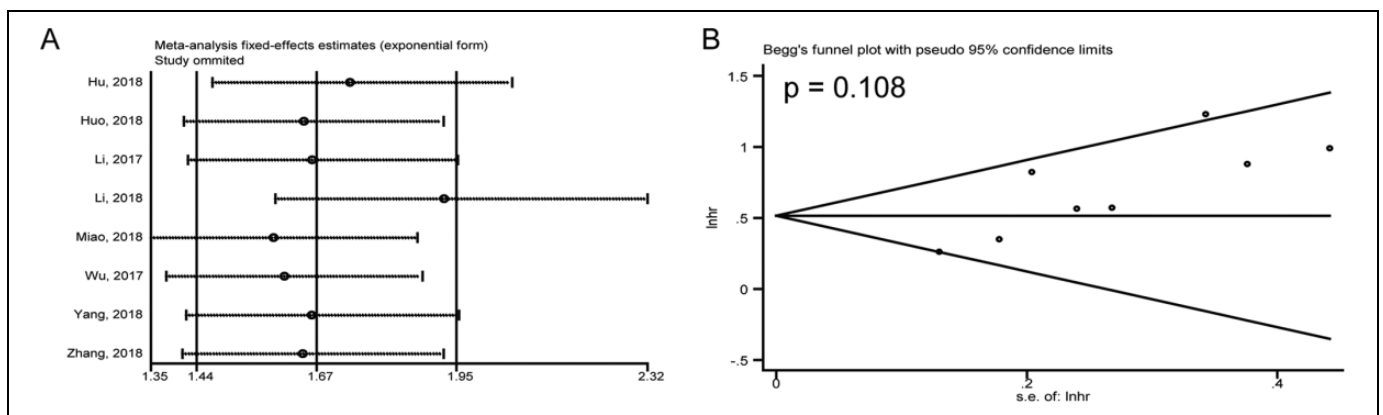 A
Meta-analysis fixed-effects estimates (exponential form)
Study ommited
Hu, 2018
Huo, 2018
Li, 2017
Li, 2018
Miao, 2018
Wu, 2017
Yang, 2018
Zhang, 2018
1.35 1.44 1.67 1.95 2.32
B
Begg's funnel plot with pseudo 95% confidence limits
p = 0.108
lnhr
1.5
1
.5
0
-.5
0 .2 .4
s.e. of: lnhr